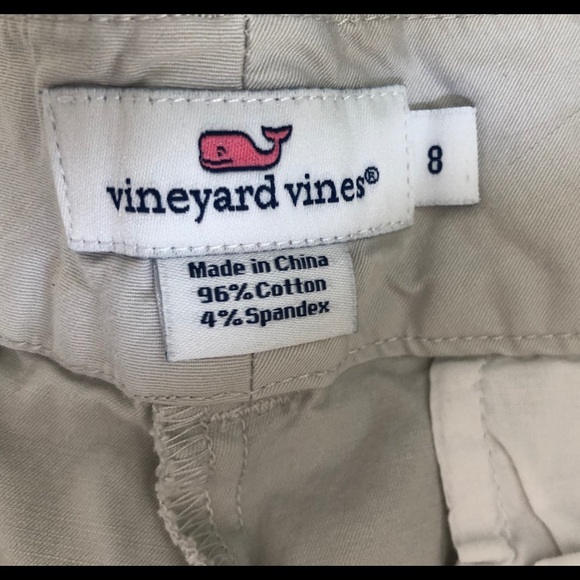 vineyard vines®
8
Made in China
96% Cotton
4% Spandex